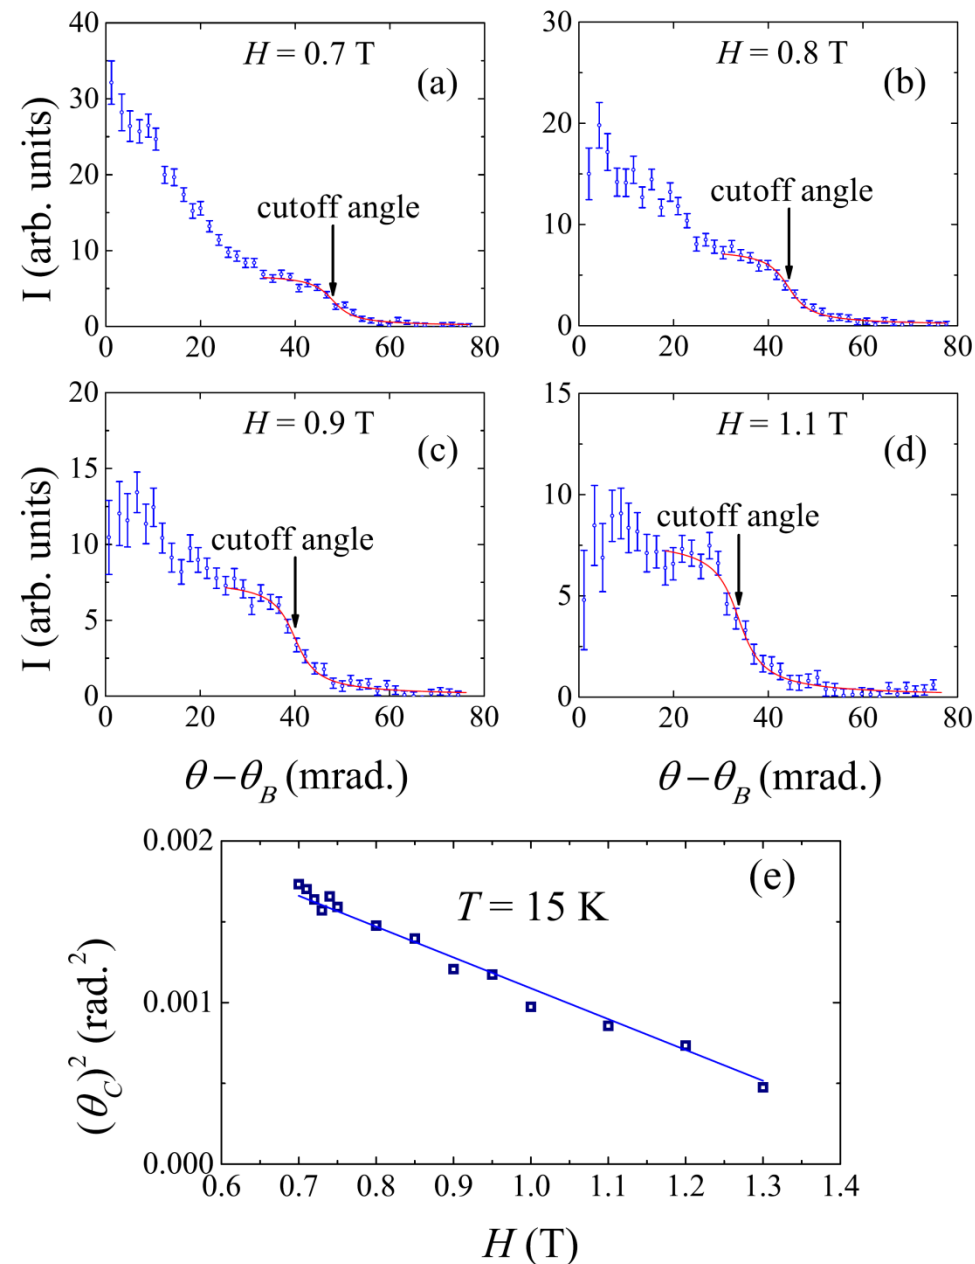 40
30
20
10
0
I (arb. units)
H = 0.7 T
(a)
cutoff angle
0 20 40 60 80
30
20
10
0
H = 0.8 T
(b)
cutoff angle
0 20 40 60 80
20
15
10
5
0
I (arb. units)
H = 0.9 T
(c)
cutoff angle
0 20 40 60 80
θ−θ_B (mrad.)
15
10
5
0
H = 1.1 T
(d)
cutoff angle
0 20 40 60 80
θ−θ_B (mrad.)
0.002
0.001
0.000
(θ_C)² (rad.²)
(e)
T = 15 K
0.6 0.7 0.8 0.9 1.0 1.1 1.2 1.3 1.4
H (T)